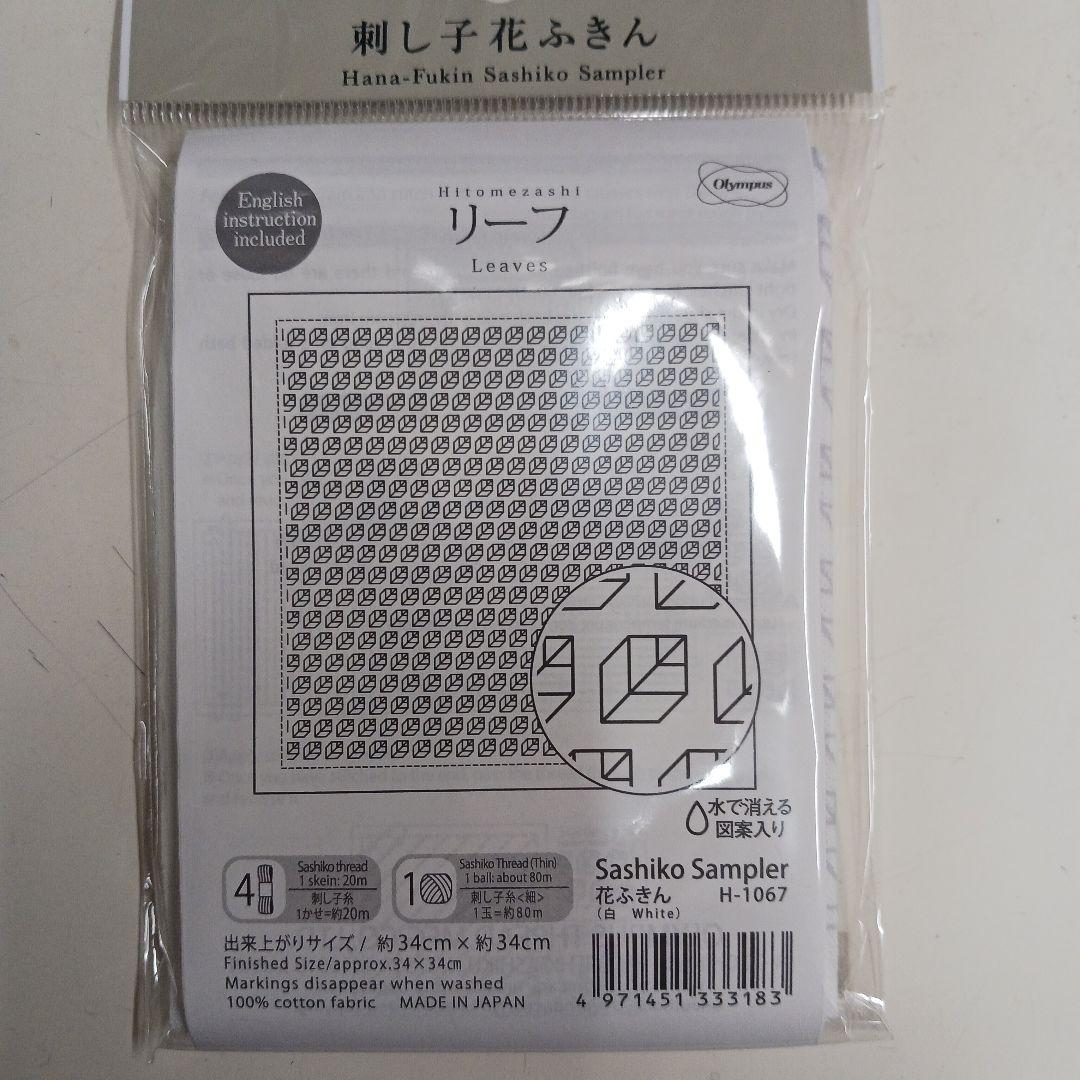 刺し子花ふきん
Hana-Fukin Sashiko Sampler
English
instruction
included
Hitomezashi
リーフ
Leaves
Olympus
水で消える
図案入り
4
Sashiko thread
1 skein: 20m
刺し子糸
1かせ=約20m
1
Sashiko Thread (Thin)
1 ball: about 80m
刺し子糸<細>
1玉=約80m
Sashiko Sampler
花ふきん H-1067
(白 White)
出来上がりサイズ / 約34cm×約34cm
Finished Size/approx.34×34㎝
Markings disappear when washed
100% cotton fabric MADE IN JAPAN
4 971451 333183